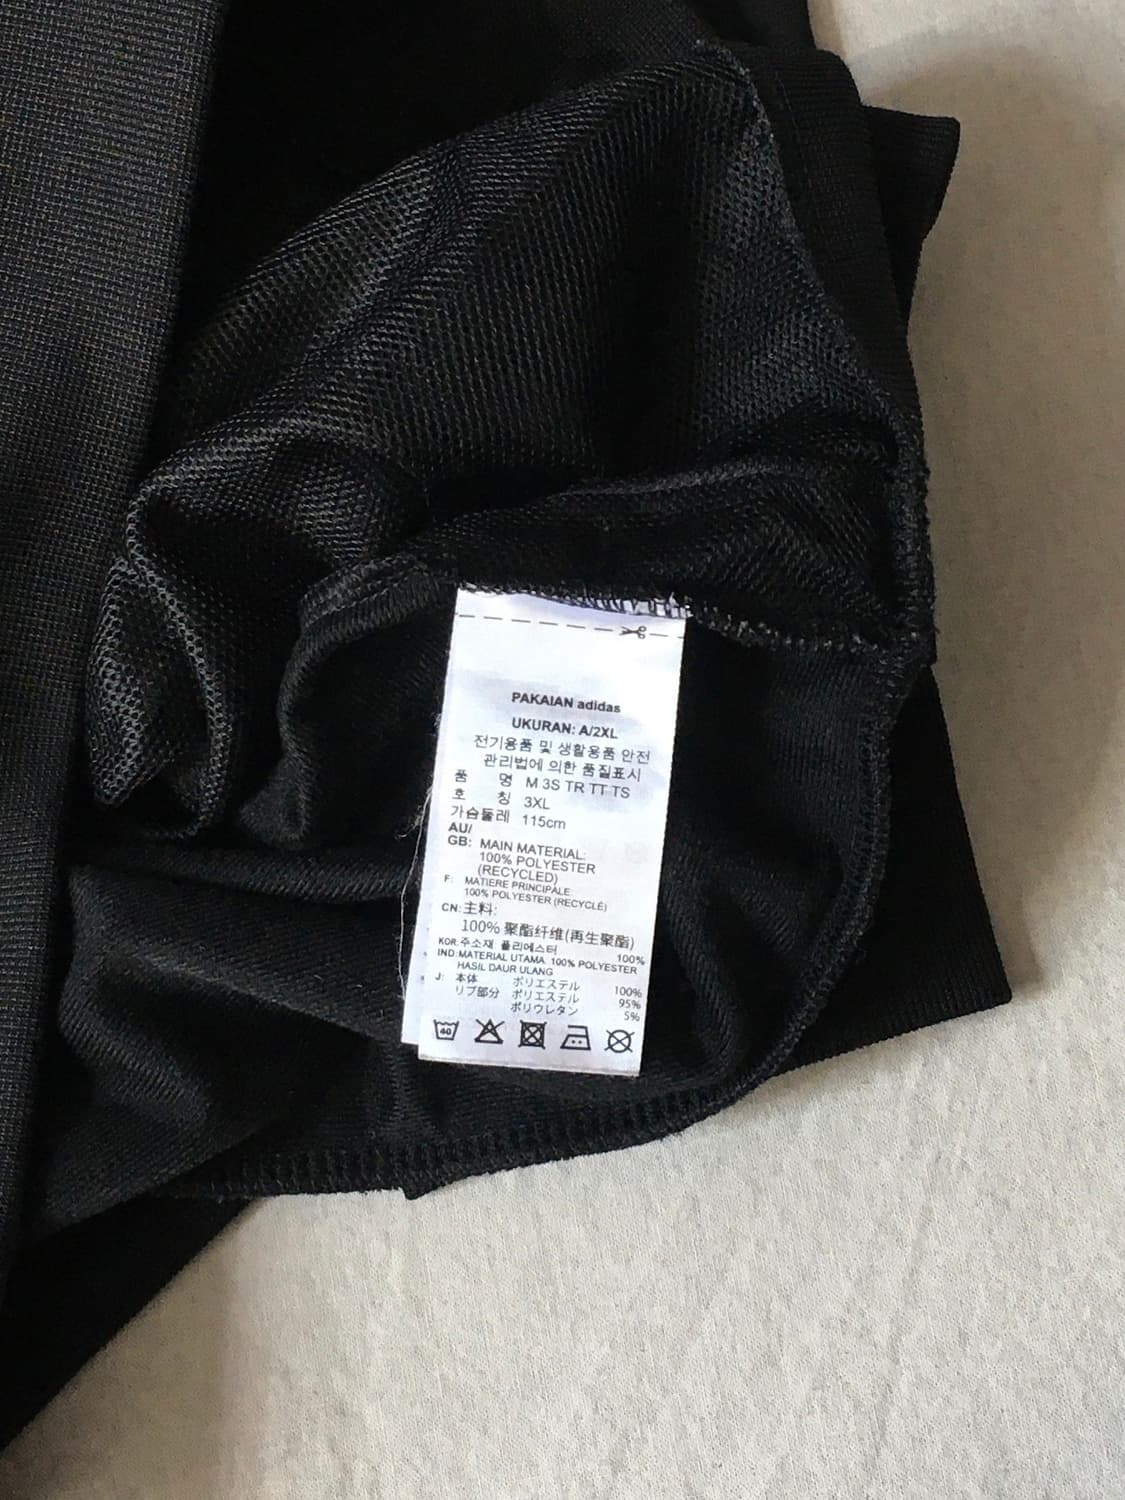 PAKAIAN adidas
UKURAN: A/2XL
전기용품 및 생활용품 안전
관리법에 의한 품질표시
품 명 M 3S TR TT TS
호 칭 3XL
가슴둘레 115cm
AU/
GB: MAIN MATERIAL:
100% POLYESTER
(RECYCLED)
F: MATIERE PRINCIPALE:
100% POLYESTER (RECYCLÉ)
CN: 主料:
100% 聚酯纤维(再生聚酯)
KOR: 주소재: 폴리에스터 100%
IND: MATERIAL UTAMA: 100% POLYESTER
HASIL DAUR ULANG
J: 本体 ポリエステル 100%
リブ部分 ポリエステル 95%
ポリウレタン 5%
40